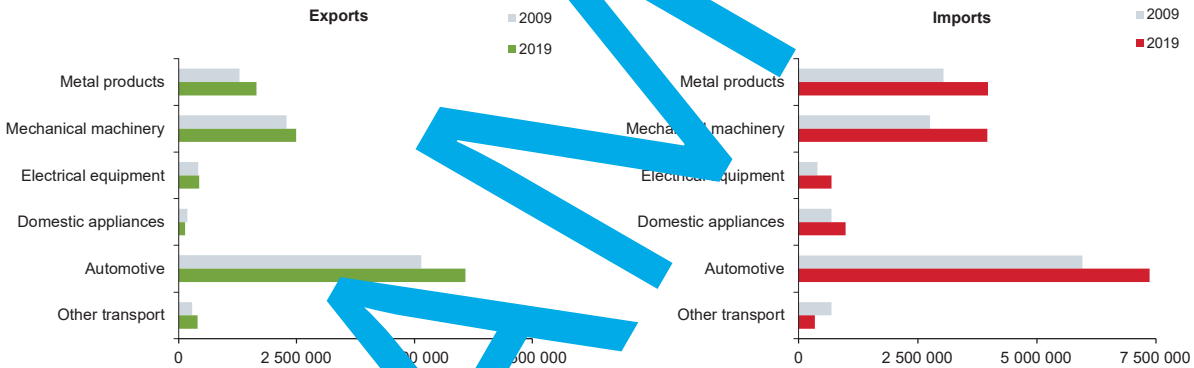 Exports
2009
2019
Metal products
Mechanical machinery
Electrical equipment
Domestic appliances
Automotive
Other transport
0
2 500 000
Imports
2009
2019
Metal products
machinery
Domestic appliances
Automotive
Other transport
0
2 500 000
5 000 000
7 500 000